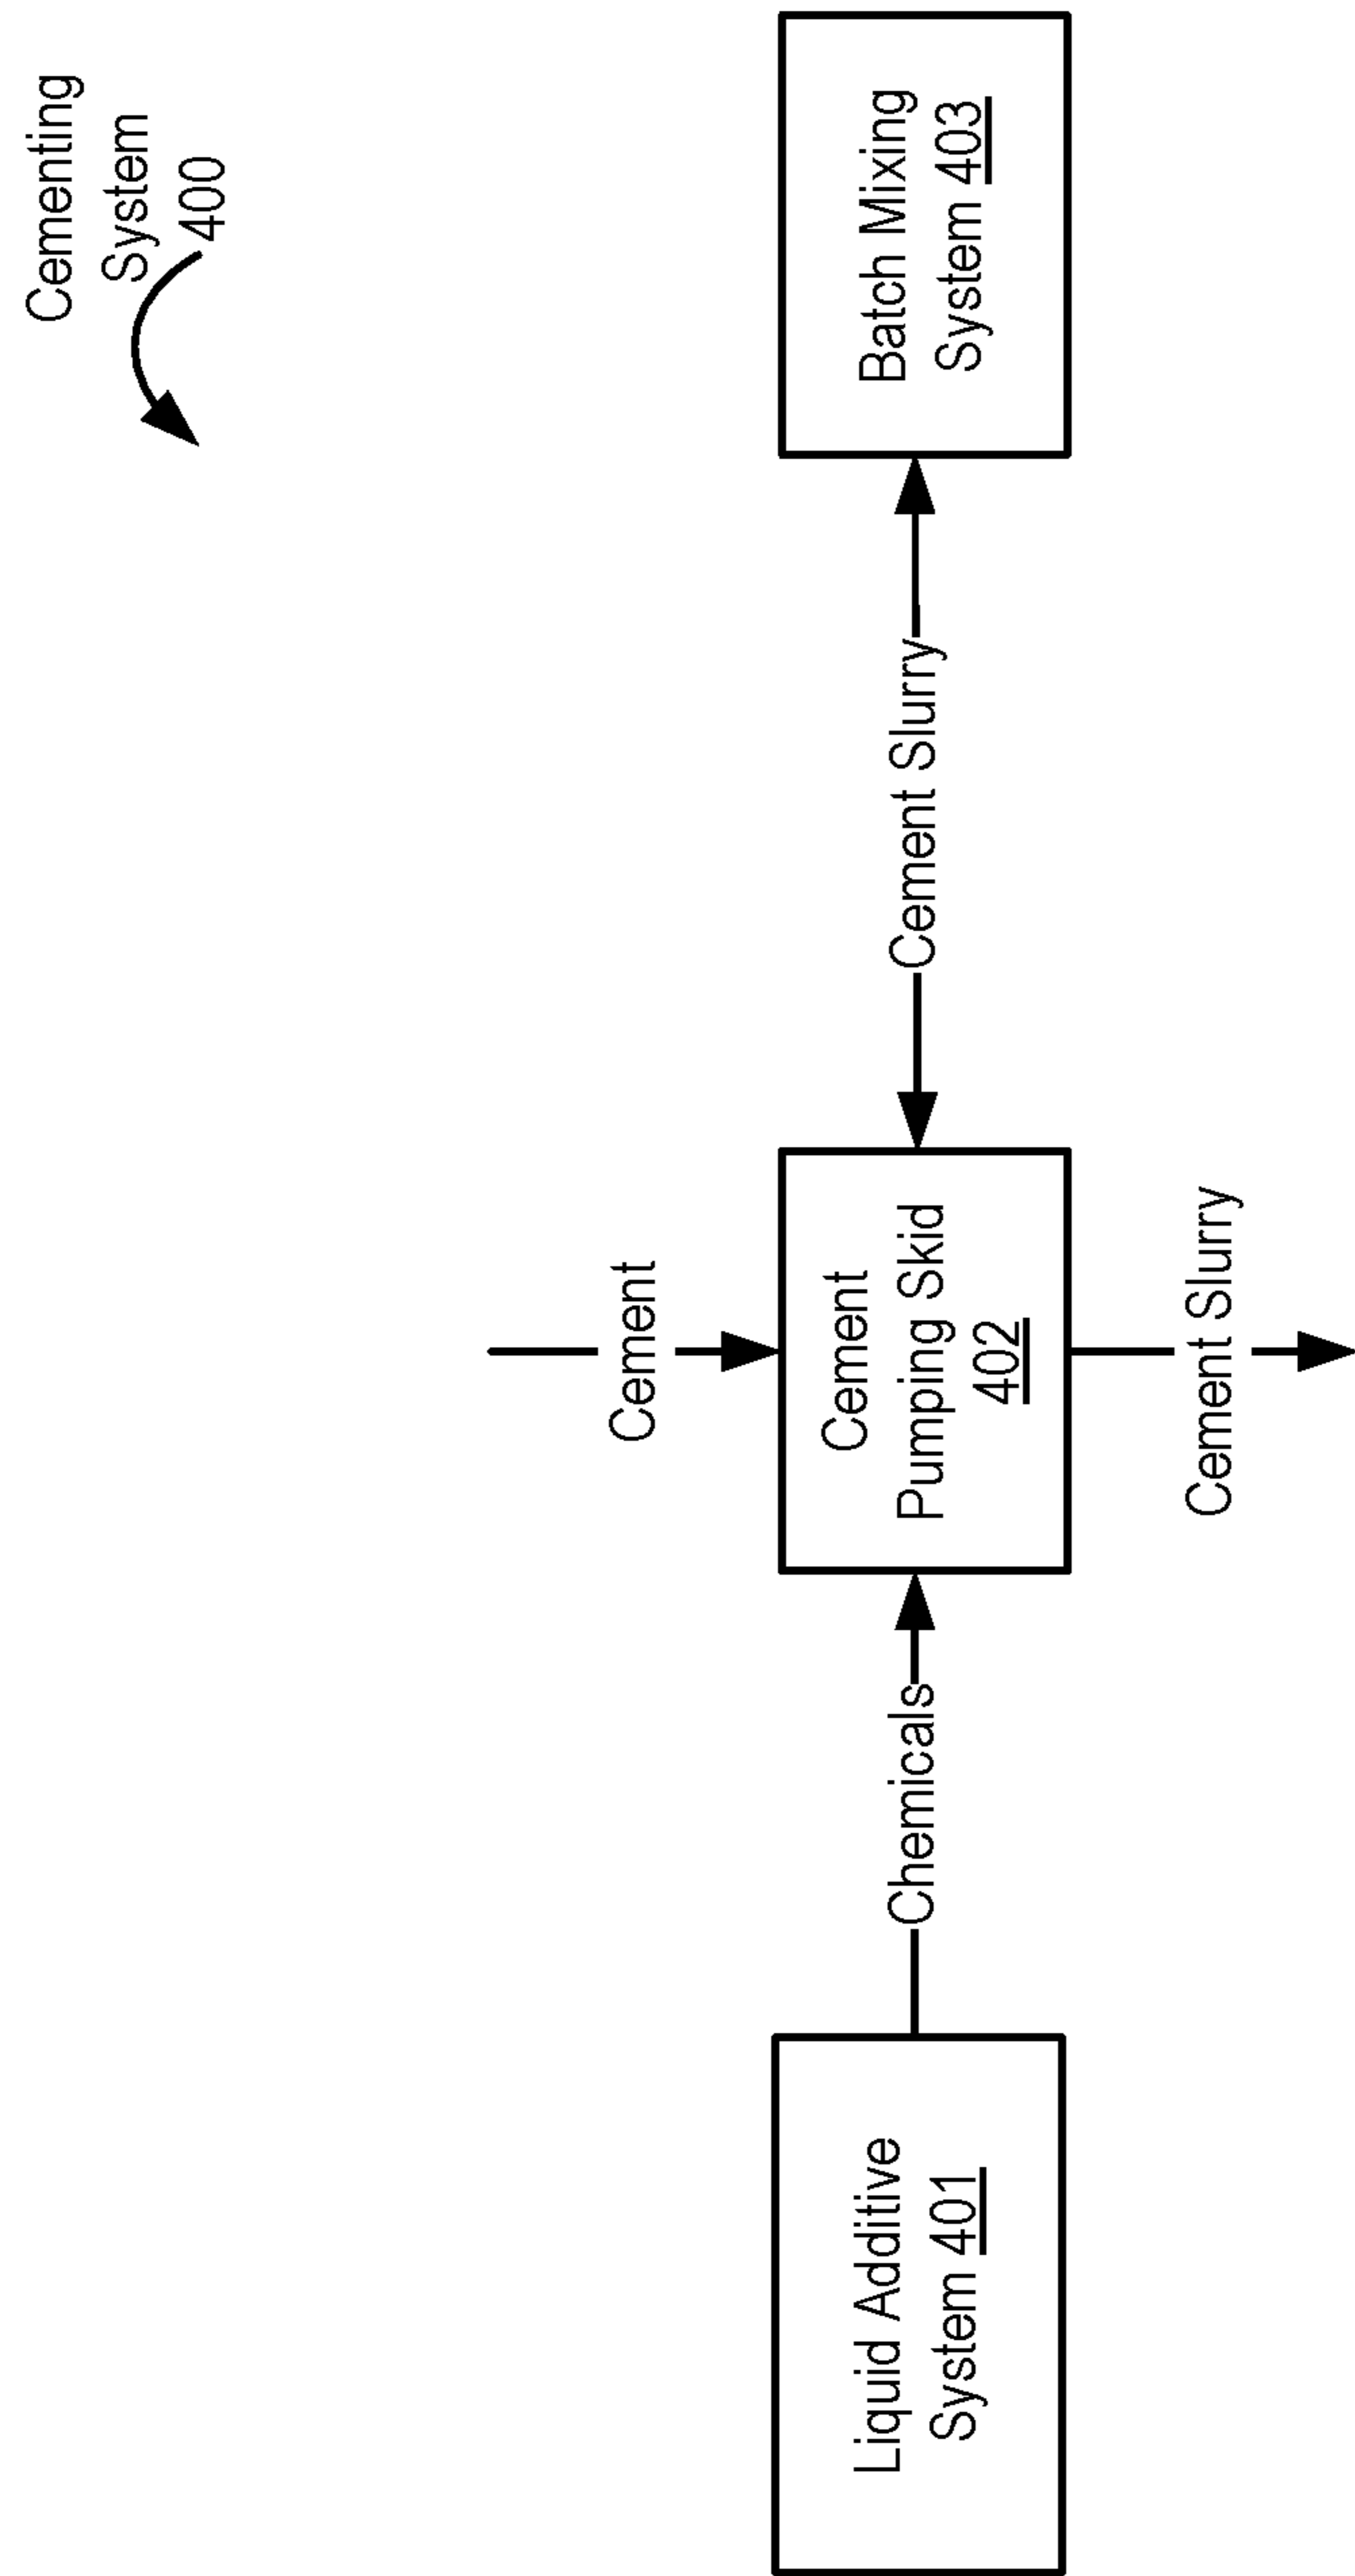 Cementing
System
400
Cement
Liquid Additive
System 401
Chemicals
Cement
Pumping Skid
402
Cement Slurry
Batch Mixing
System 403
Cement Slurry